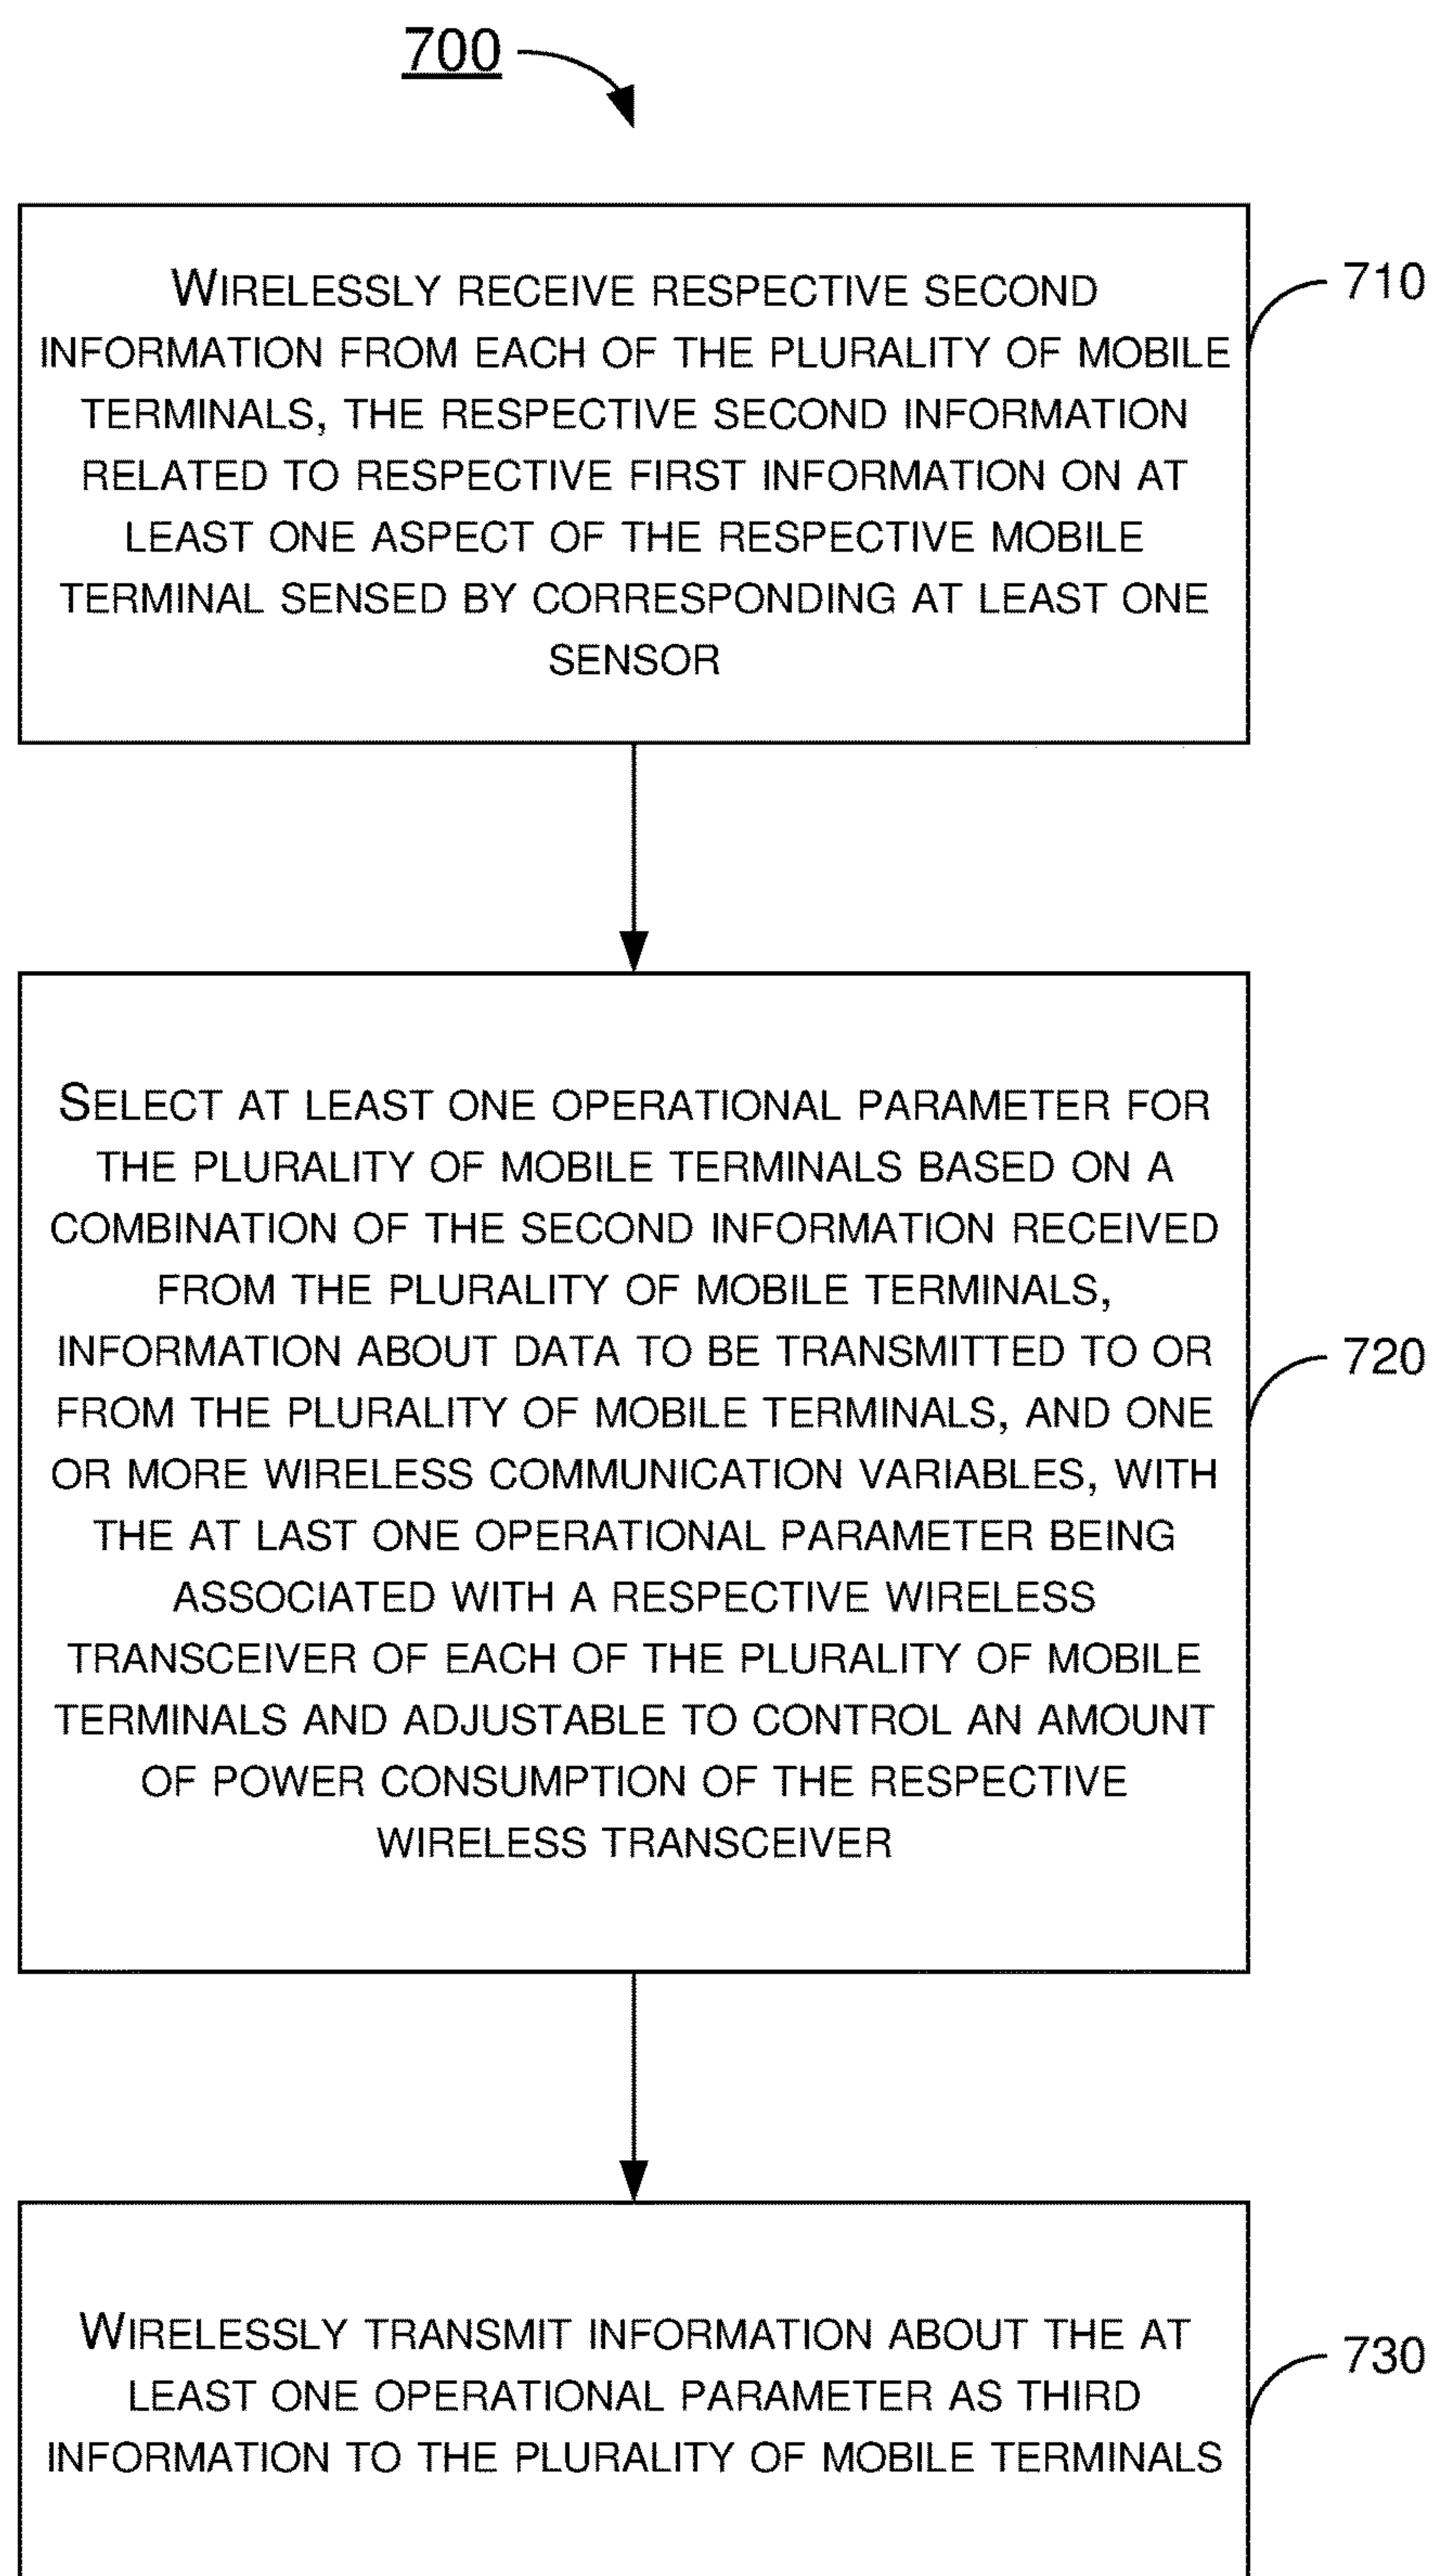 700
WIRELESSLY RECEIVE RESPECTIVE SECOND
INFORMATION FROM EACH OF THE PLURALITY OF MOBILE
TERMINALS, THE RESPECTIVE SECOND INFORMATION
RELATED TO RESPECTIVE FIRST INFORMATION ON AT
LEAST ONE ASPECT OF THE RESPECTIVE MOBILE
TERMINAL SENSED BY CORRESPONDING AT LEAST ONE
SENSOR
710
SELECT AT LEAST ONE OPERATIONAL PARAMETER FOR
THE PLURALITY OF MOBILE TERMINALS BASED ON A
COMBINATION OF THE SECOND INFORMATION RECEIVED
FROM THE PLURALITY OF MOBILE TERMINALS,
INFORMATION ABOUT DATA TO BE TRANSMITTED TO OR
FROM THE PLURALITY OF MOBILE TERMINALS, AND ONE
OR MORE WIRELESS COMMUNICATION VARIABLES, WITH
THE AT LAST ONE OPERATIONAL PARAMETER BEING
ASSOCIATED WITH A RESPECTIVE WIRELESS
TRANSCEIVER OF EACH OF THE PLURALITY OF MOBILE
TERMINALS AND ADJUSTABLE TO CONTROL AN AMOUNT
OF POWER CONSUMPTION OF THE RESPECTIVE
WIRELESS TRANSCEIVER
720
WIRELESSLY TRANSMIT INFORMATION ABOUT THE AT
LEAST ONE OPERATIONAL PARAMETER AS THIRD
INFORMATION TO THE PLURALITY OF MOBILE TERMINALS
730